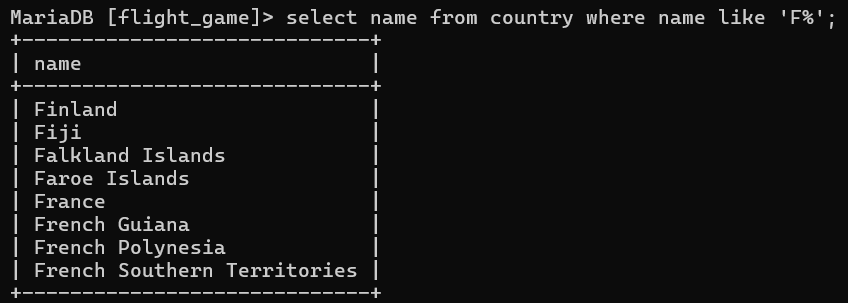 MariaDB [flight_game]> select name from country where name like 'F%';
+----------------------------+
| name                       |
+----------------------------+
| Finland                    |
| Fiji                       |
| Falkland Islands           |
| Faroe Islands              |
| France                     |
| French Guiana              |
| French Polynesia           |
| French Southern Territories |
+----------------------------+